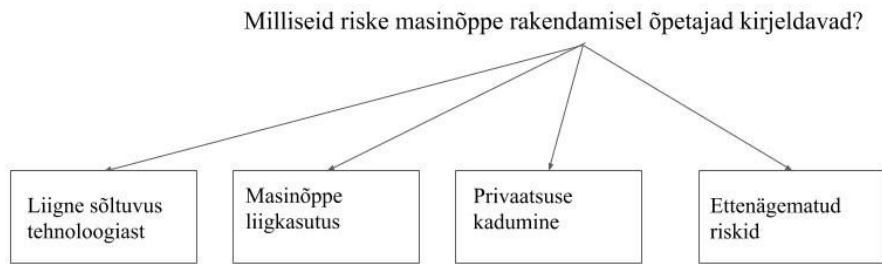 Milliseid riske masinõppe rakendamisel õpetajad kirjeldavad?
Liigne sõltuvus
tehnoloogiast
Masinõppe
liigkasutus
Privaatsuse
kadumine
Ettenägematud
riskid